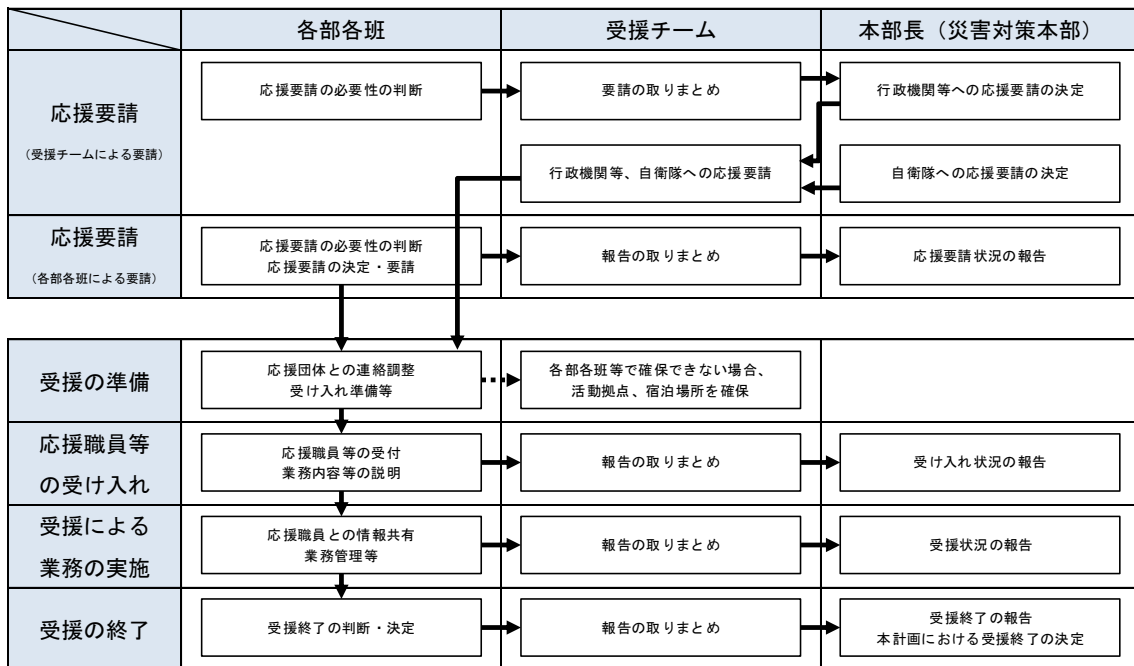 各部各班
受援チーム
本部長（災害対策本部）
応援要請
（受援チームによる要請）
応援要請の必要性の判断
要請の取りまとめ
行政機関等への応援要請の決定
行政機関等、自衛隊への応援要請
自衛隊への応援要請の決定
応援要請
（各部各班による要請）
応援要請の必要性の判断
応援要請の決定・要請
報告の取りまとめ
応援要請状況の報告
受援の準備
応援団体との連絡調整
受け入れ準備等
各部各班等で確保できない場合、
活動拠点、宿泊場所を確保
応援職員等
の受け入れ
応援職員等の受付
業務内容等の説明
報告の取りまとめ
受け入れ状況の報告
受援による
業務の実施
応援職員との情報共有
業務管理等
報告の取りまとめ
受援状況の報告
受援の終了
受援終了の判断・決定
報告の取りまとめ
受援終了の報告
本計画における受援終了の決定